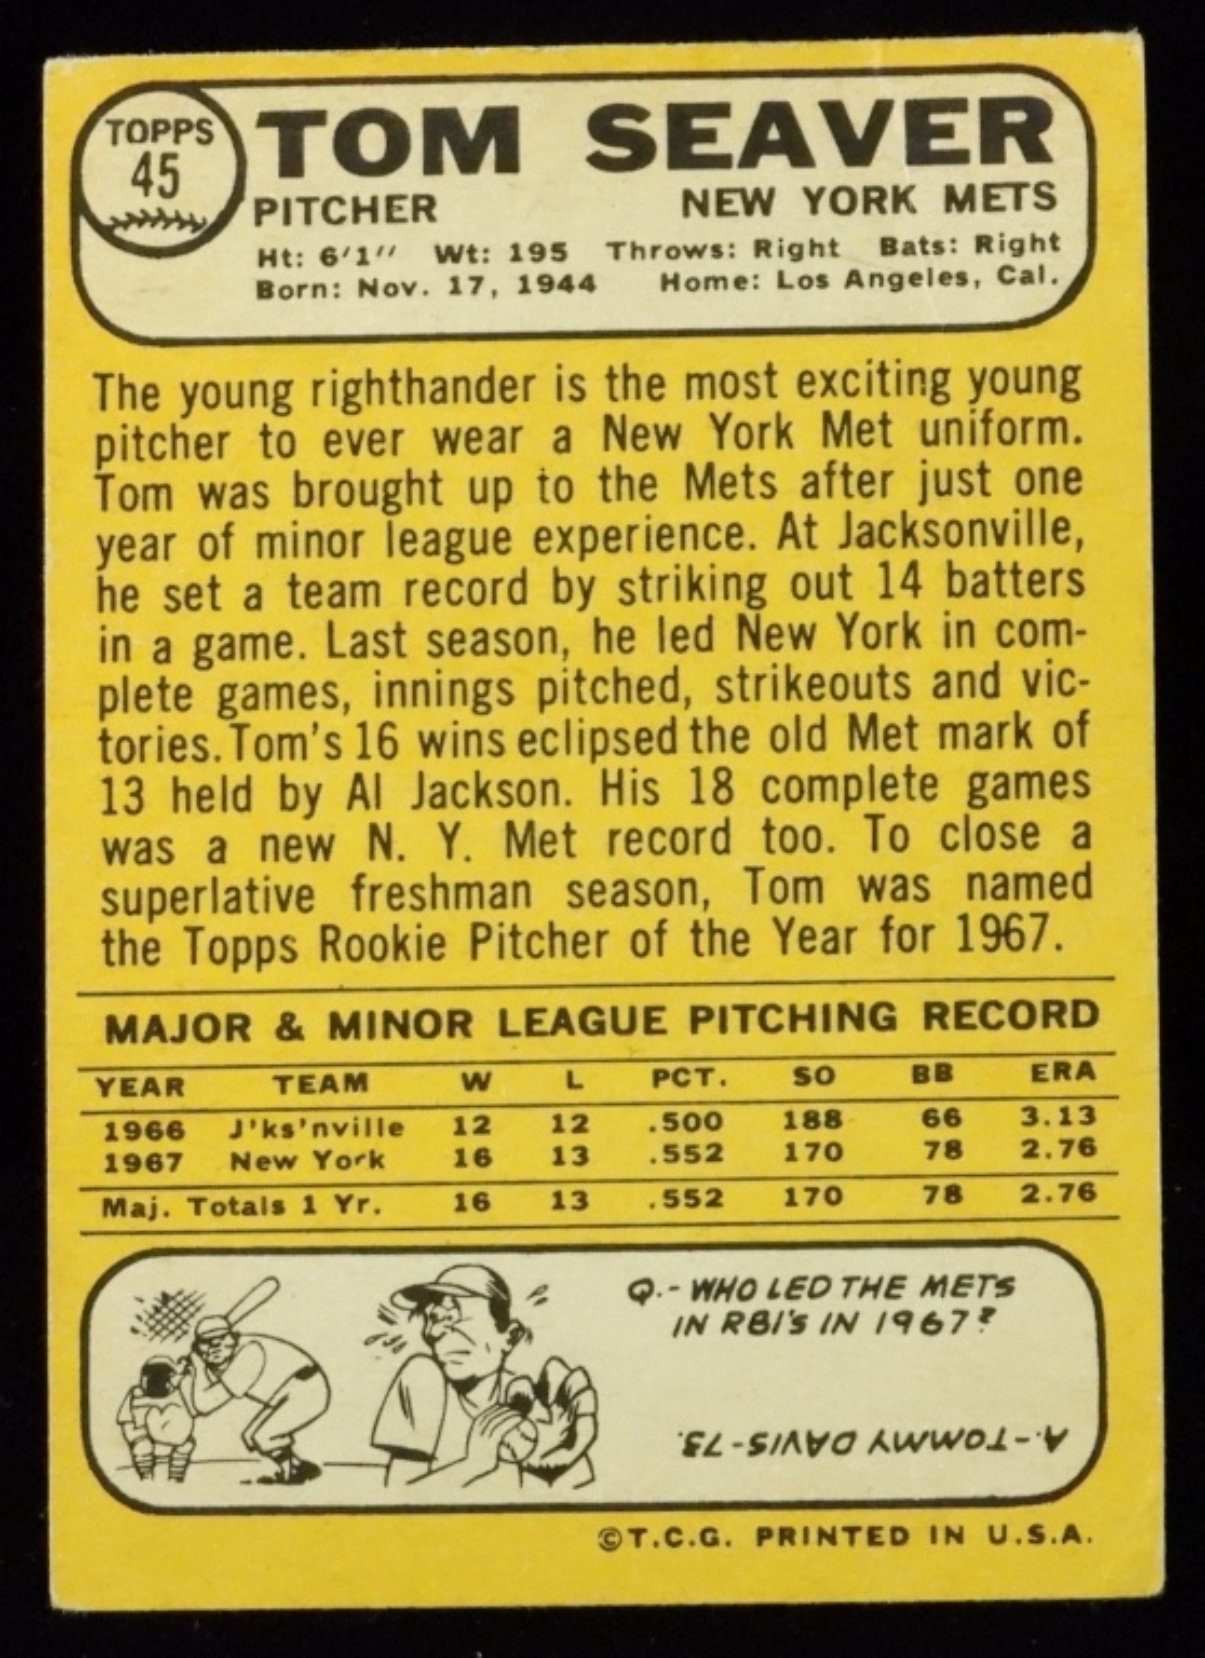 TOPPS
45
TOM SEAVER
PITCHER NEW YORK METS
Ht: 6'1" Wt: 195 Throws: Right Bats: Right
Born: Nov. 17, 1944 Home: Los Angeles, Cal.
The young righthander is the most exciting young
pitcher to ever wear a New York Met uniform.
Tom was brought up to the Mets after just one
year of minor league experience. At Jacksonville,
he set a team record by striking out 14 batters
in a game. Last season, he led New York in com-
plete games, innings pitched, strikeouts and vic-
tories. Tom's 16 wins eclipsed the old Met mark of
13 held by Al Jackson. His 18 complete games
was a new N. Y. Met record too. To close a
superlative freshman season, Tom was named
the Topps Rookie Pitcher of the Year for 1967.
MAJOR & MINOR LEAGUE PITCHING RECORD
YEAR TEAM W L PCT. SO BB ERA
1966 J'ks'nville 12 12 .500 188 66 3.13
1967 New York 16 13 .552 170 78 2.76
Maj. Totals 1 Yr. 16 13 .552 170 78 2.76
Q.- WHO LED THE METS
IN RBI'S IN 1967?
A.-TOMMY DAVIS-73.
©T.C.G. PRINTED IN U.S.A.